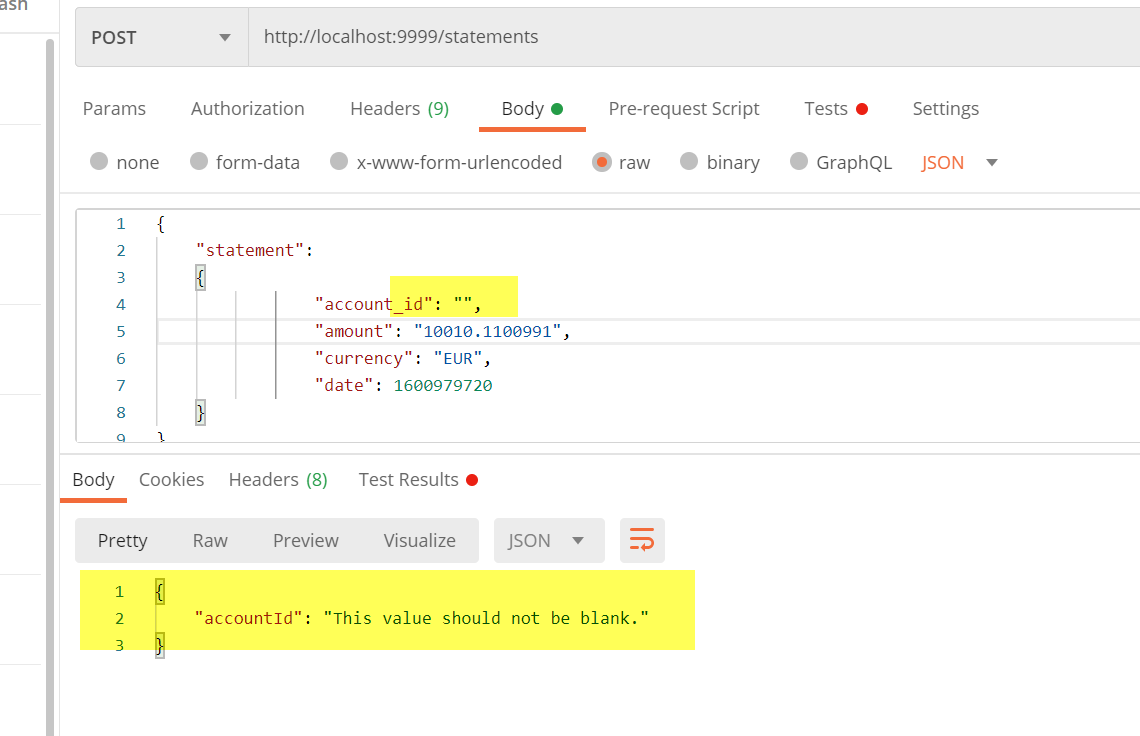 ash
POST http://localhost:9999/statements
Params Authorization Headers (9) Body Pre-request Script Tests Settings
none form-data x-www-form-urlencoded raw binary GraphQL JSON
1 {
2 "statement":
3 {
4 "account_id": "",
5 "amount": "10010.1100991",
6 "currency": "EUR",
7 "date": 1600979720
8 }
9 }
Body Cookies Headers (8) Test Results
Pretty Raw Preview Visualize JSON
1 {
2 "accountId": "This value should not be blank."
3 }